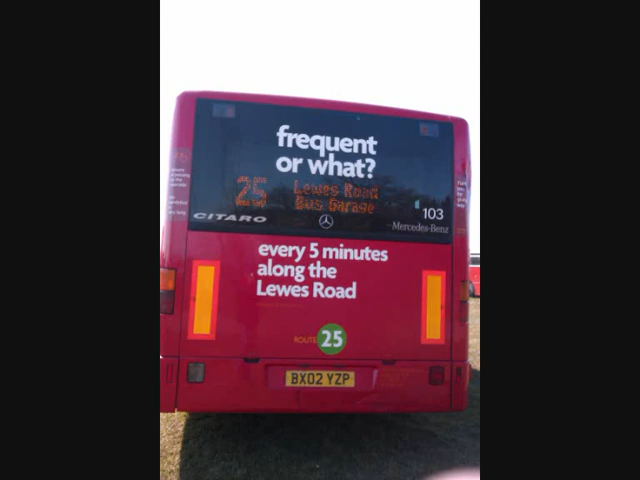 frequent
or what?
25 Lewes Road
Bus Garage
CITARO
103
Mercedes-Benz
every 5 minutes
along the
Lewes Road
ROUTE 25
BX02 YZP